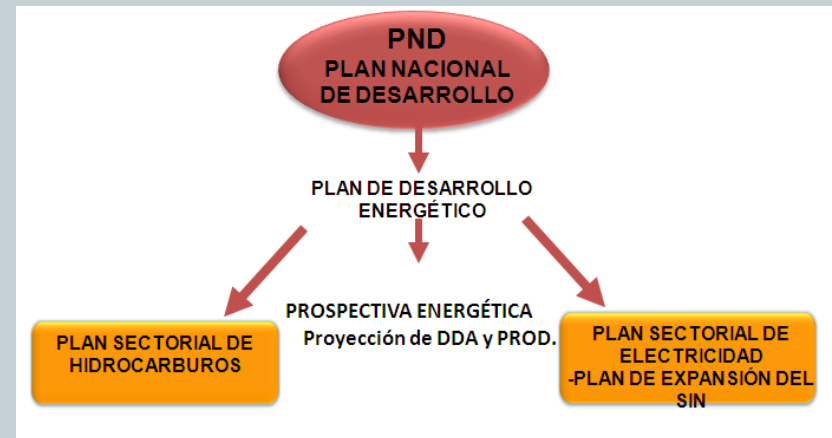 PND
PLAN NACIONAL
DE DESARROLLO
PLAN DE DESARROLLO
ENERGÉTICO
PROSPECTIVA ENERGÉTICA
Proyección de DDA y PROD.
PLAN SECTORIAL DE
HIDROCARBUROS
PLAN SECTORIAL DE
ELECTRICIDAD
-PLAN DE EXPANSIÓN DEL
SIN